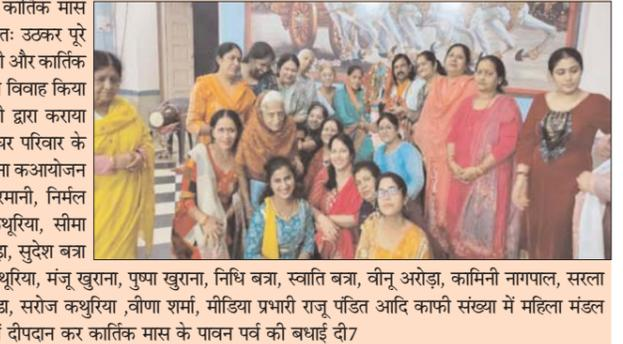 कार्तिक मास
उठकर पूरे
और कार्तिक
विवाह किया
द्वारा कराया
परिवार के
कआयोजन
निर्मल
सीमा
सुदेश बत्रा
मंजू खुराना, पुष्पा खुराना, निधि बत्रा, स्वाति बत्रा, वीनू अरोड़ा, कामिनी नागपाल, सरला
सरोज कथुरिया ,वीणा शर्मा, मीडिया प्रभारी राजू पंडित आदि काफी संख्या में महिला मंडल
दीपदान कर कार्तिक मास के पावन पर्व की बधाई दी7